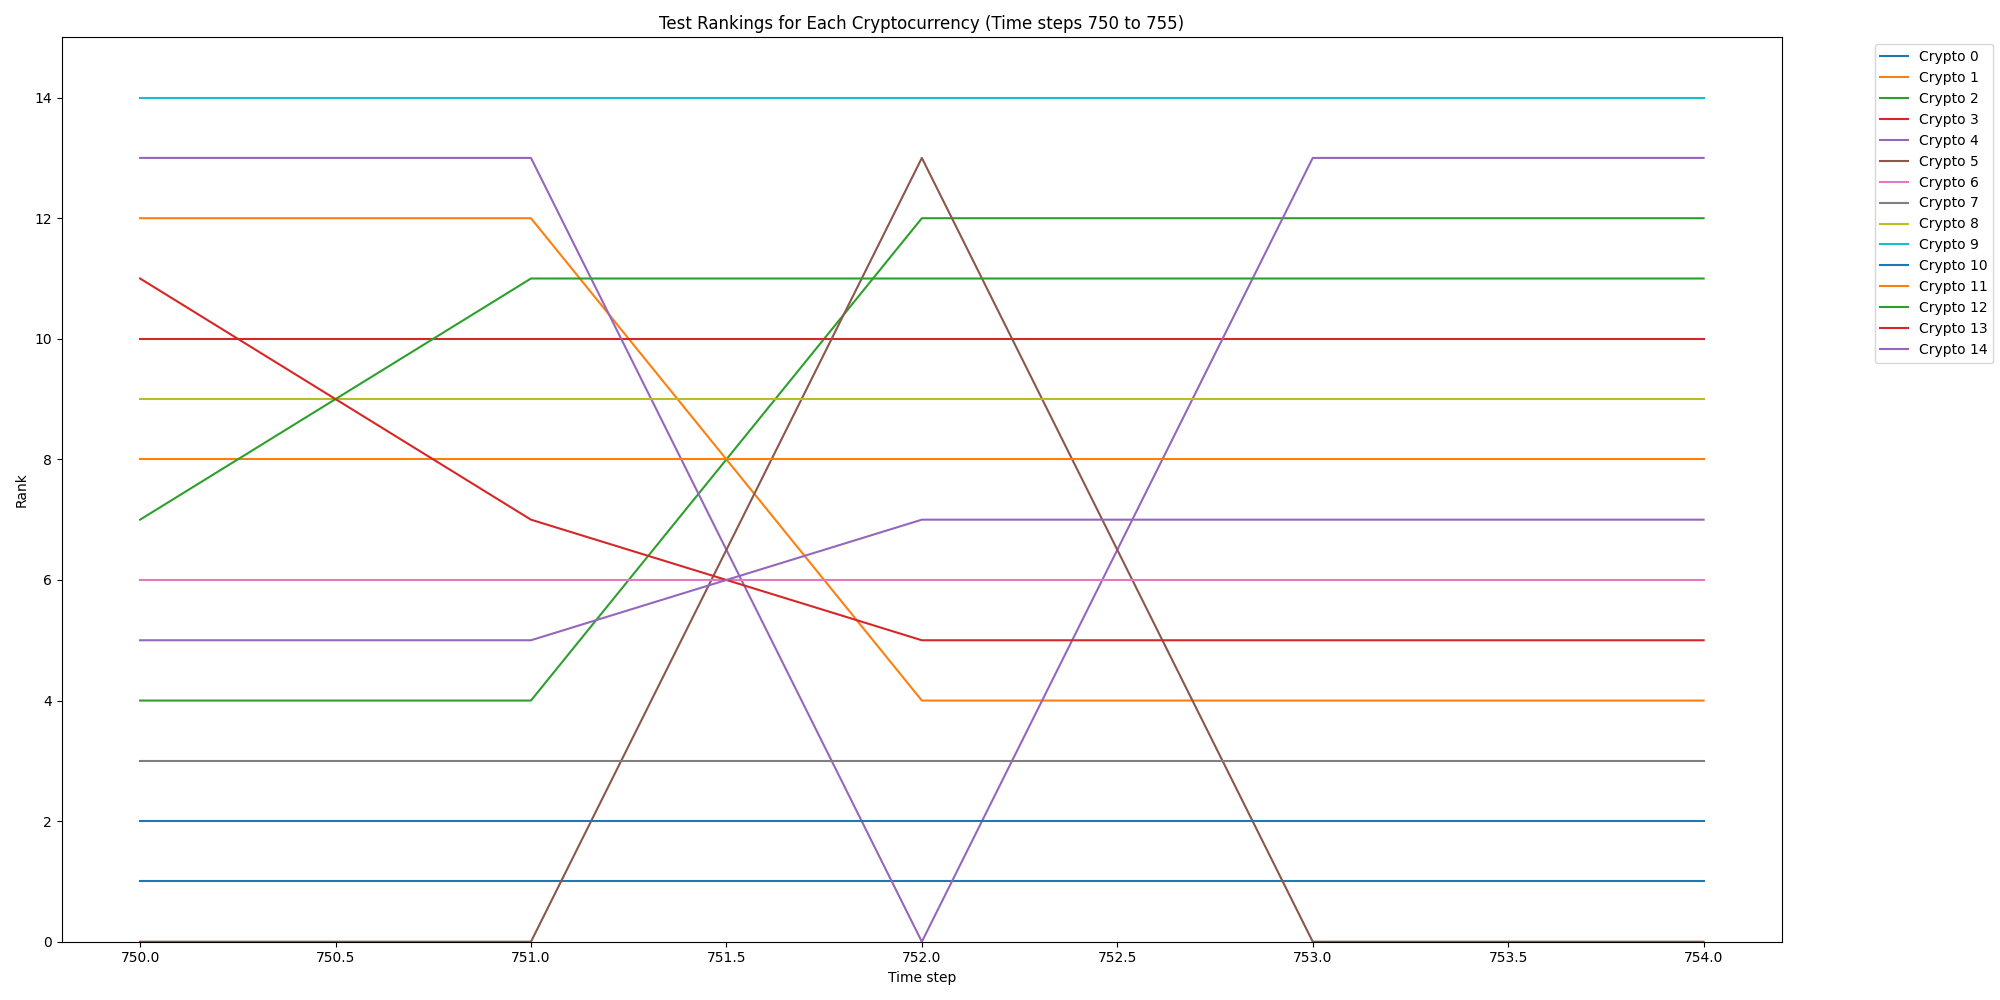 Test Rankings for Each Cryptocurrency (Time steps 750 to 755)
Rank
14
12
10
8
6
4
2
0
750.0
750.5
751.0
751.5
752.0
752.5
753.0
753.5
754.0
Time step
Crypto 0
Crypto 1
Crypto 2
Crypto 3
Crypto 4
Crypto 5
Crypto 6
Crypto 7
Crypto 8
Crypto 9
Crypto 10
Crypto 11
Crypto 12
Crypto 13
Crypto 14